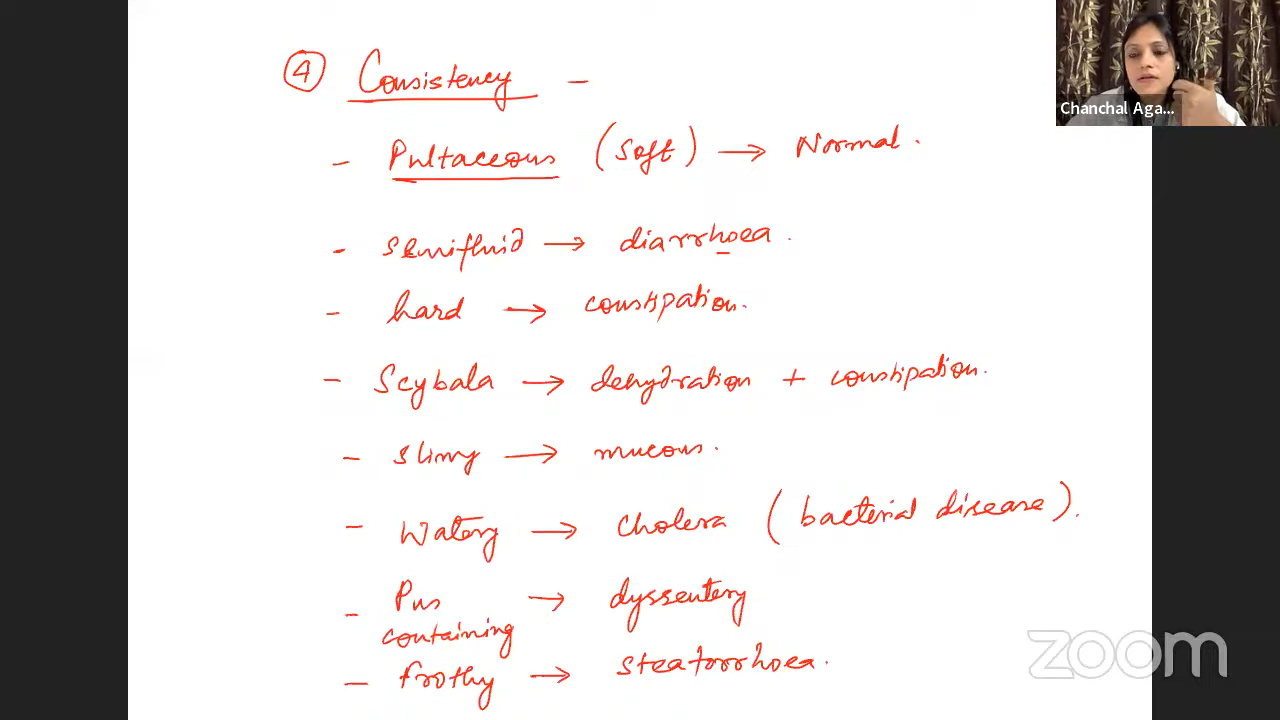 ④ Consistency -
- Pultaceous (soft) → Normal.
- Semifluid → diarrhoea.
- hard → constipation.
- Scybala → dehydration + constipation.
- Slimy → mucous.
- Watery → Cholera (bacterial disease).
- Pus containing → dyssentery
- frothy → steatorrhoea.
Chanchal Aga...
zoom